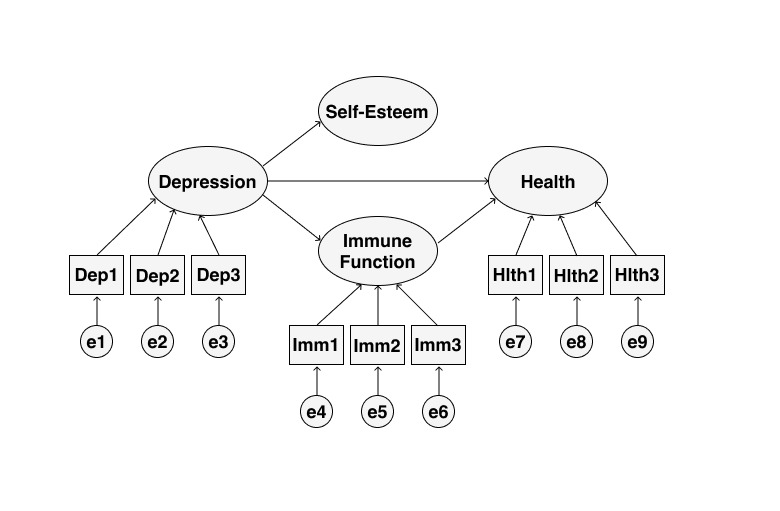 Self-Esteem
Depression
Health
Immune
Function
Dep1
Dep2
Dep3
Hlth1
Hlth2
Hlth3
e1
e2
e3
Imm1
Imm2
Imm3
e7
e8
e9
e4
e5
e6